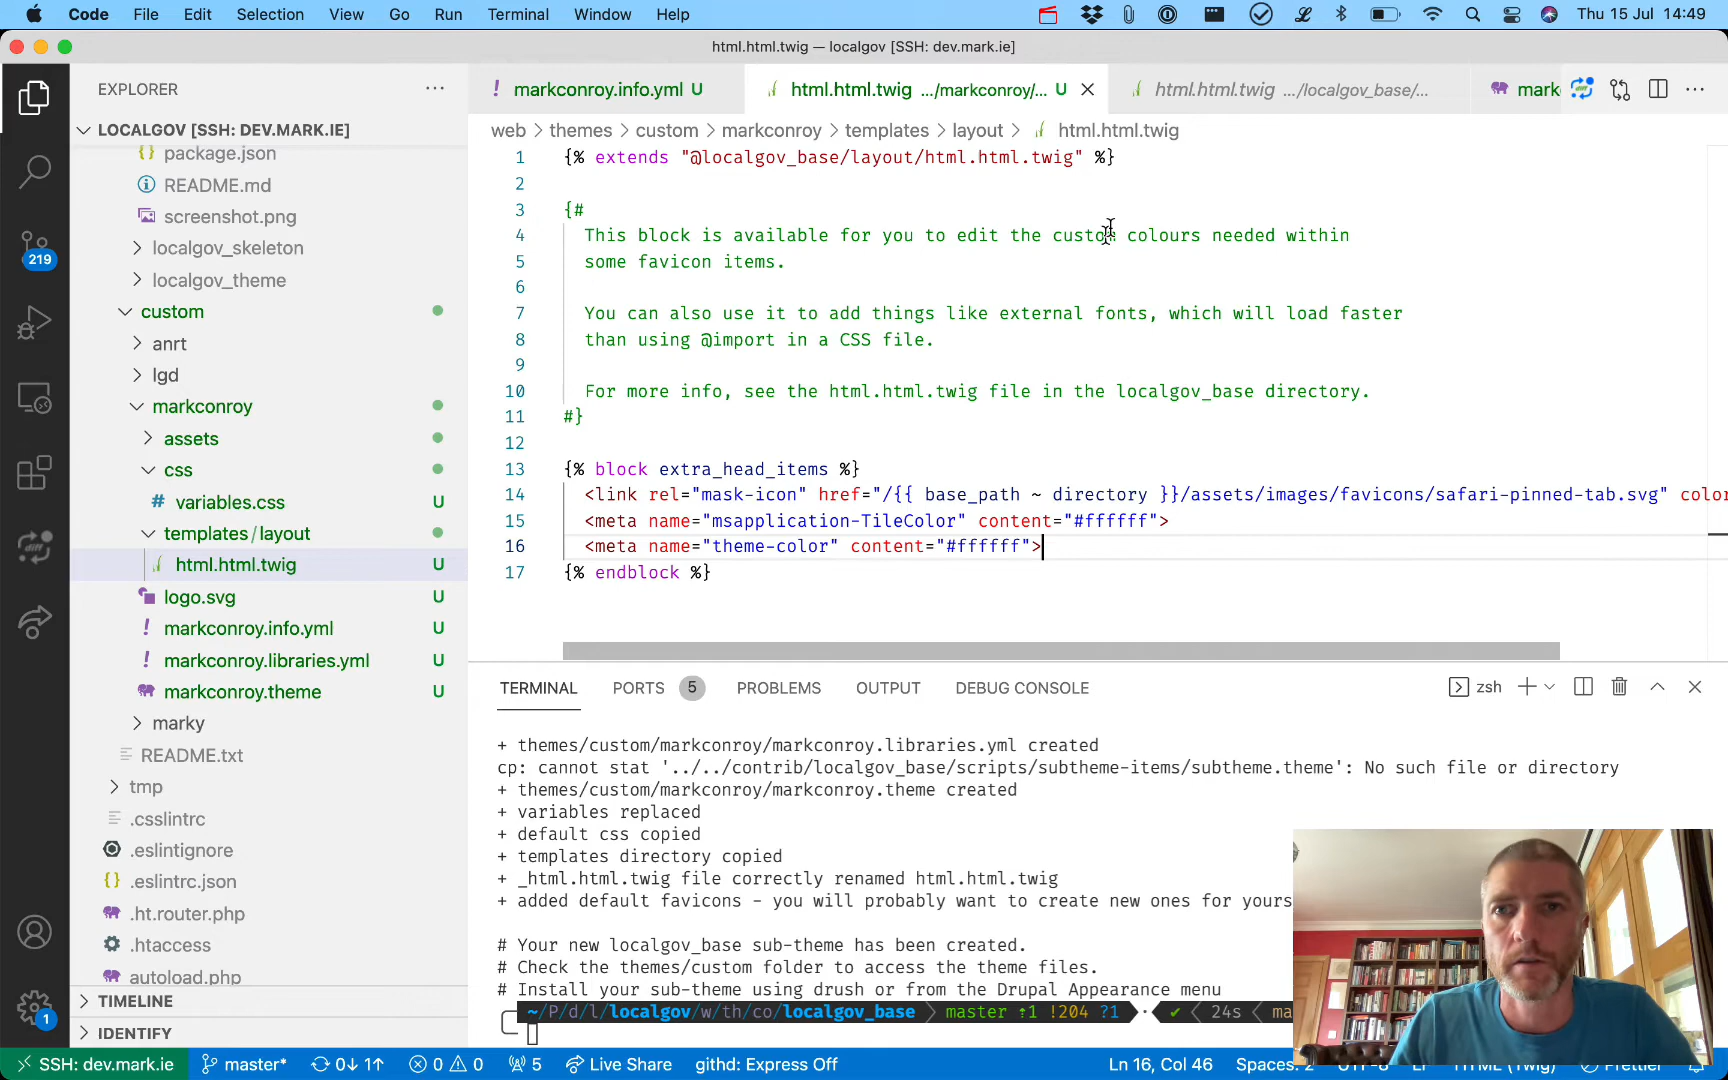 Code File Edit Selection View Go Run Terminal Window Help Thu 15 Jul 14:49
html.html.twig — localgov [SSH: dev.mark.ie]
EXPLORER
markconroy.info.yml U html.html.twig .../markconroy/... U html.html.twig .../localgov_base/... mark
LOCALGOV [SSH: DEV.MARK.IE]
web > themes > custom > markconroy > templates > layout > html.html.twig
package.json
README.md
screenshot.png
localgov_skeleton
localgov_theme
custom
anrt
lgd
markconroy
assets
css
variables.css U
templates/layout
html.html.twig U
logo.svg U
markconroy.info.yml U
markconroy.libraries.yml U
markconroy.theme U
marky
README.txt
tmp
.csslintrc
.eslintignore
.eslintrc.json
.ht.router.php
.htaccess
autoload.php
TIMELINE
IDENTIFY
219
1
1 {% extends "@localgov_base/layout/html.html.twig" %}
2
3 {#
4 This block is available for you to edit the custom colours needed within
5 some favicon items.
6
7 You can also use it to add things like external fonts, which will load faster
8 than using @import in a CSS file.
9
10 For more info, see the html.html.twig file in the localgov_base directory.
11 #}
12
13 {% block extra_head_items %}
14 <link rel="mask-icon" href="/{{ base_path ~ directory }}/assets/images/favicons/safari-pinned-tab.svg" color
15 <meta name="msapplication-TileColor" content="#ffffff">
16 <meta name="theme-color" content="#ffffff">
17 {% endblock %}
TERMINAL PORTS 5 PROBLEMS OUTPUT DEBUG CONSOLE zsh
+ themes/custom/markconroy/markconroy.libraries.yml created
cp: cannot stat '../../contrib/localgov_base/scripts/subtheme-items/subtheme.theme': No such file or directory
+ themes/custom/markconroy/markconroy.theme created
+ variables replaced
+ default css copied
+ templates directory copied
+ _html.html.twig file correctly renamed html.html.twig
+ added default favicons - you will probably want to create new ones for yours
# Your new localgov_base sub-theme has been created.
# Check the themes/custom folder to access the theme files.
# Install your sub-theme using drush or from the Drupal Appearance menu
~/P/d/l/localgov/w/th/co/localgov_base master ⇡1 !204 ?1 ✔ 24s ma
SSH: dev.mark.ie master* 0↓ 1↑ 0 0 5 Live Share githd: Express Off Ln 16, Col 46 Spaces: 2